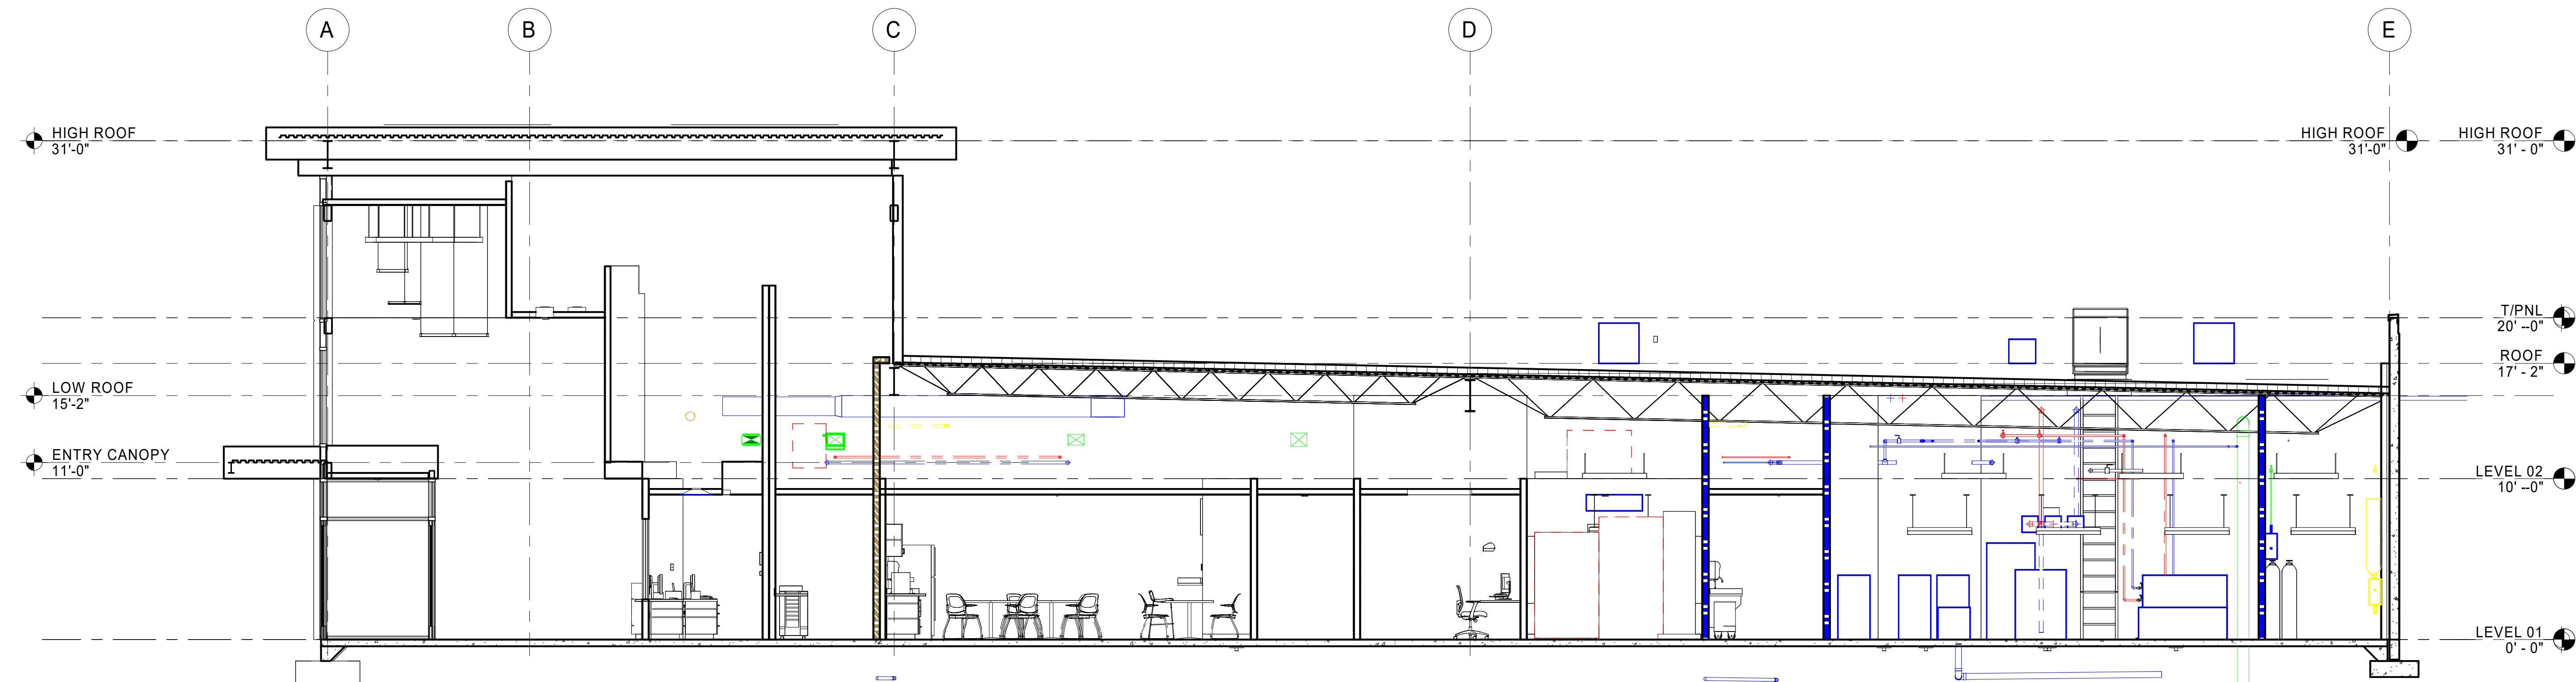 A
B
C
D
E
HIGH ROOF
31'-0"
HIGH ROOF
31'-0"
HIGH ROOF
31' - 0"
T/PNL
20' --0"
ROOF
17' - 2"
LOW ROOF
15'-2"
ENTRY CANOPY
11'-0"
LEVEL 02
10' --0"
LEVEL 01
0' - 0"